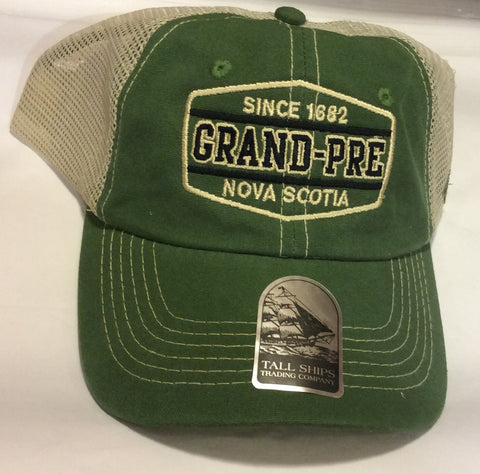 SINCE 1682
GRAND-PRE
NOVA SCOTIA
TALL SHIPS
TRADING COMPANY